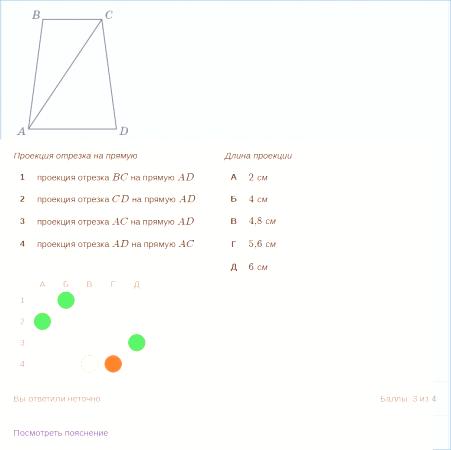 B C
A D
Проекция отрезка на прямую Длина проекции
1 проекция отрезка BC на прямую AD А 2 см
2 проекция отрезка CD на прямую AD Б 4 см
3 проекция отрезка AC на прямую AD В 4,8 см
4 проекция отрезка AD на прямую AC Г 5,6 см
Д 6 см
А Б В Г Д
1
2
3
4
Вы ответили неточно Баллы: 3 из 4
Посмотреть пояснение